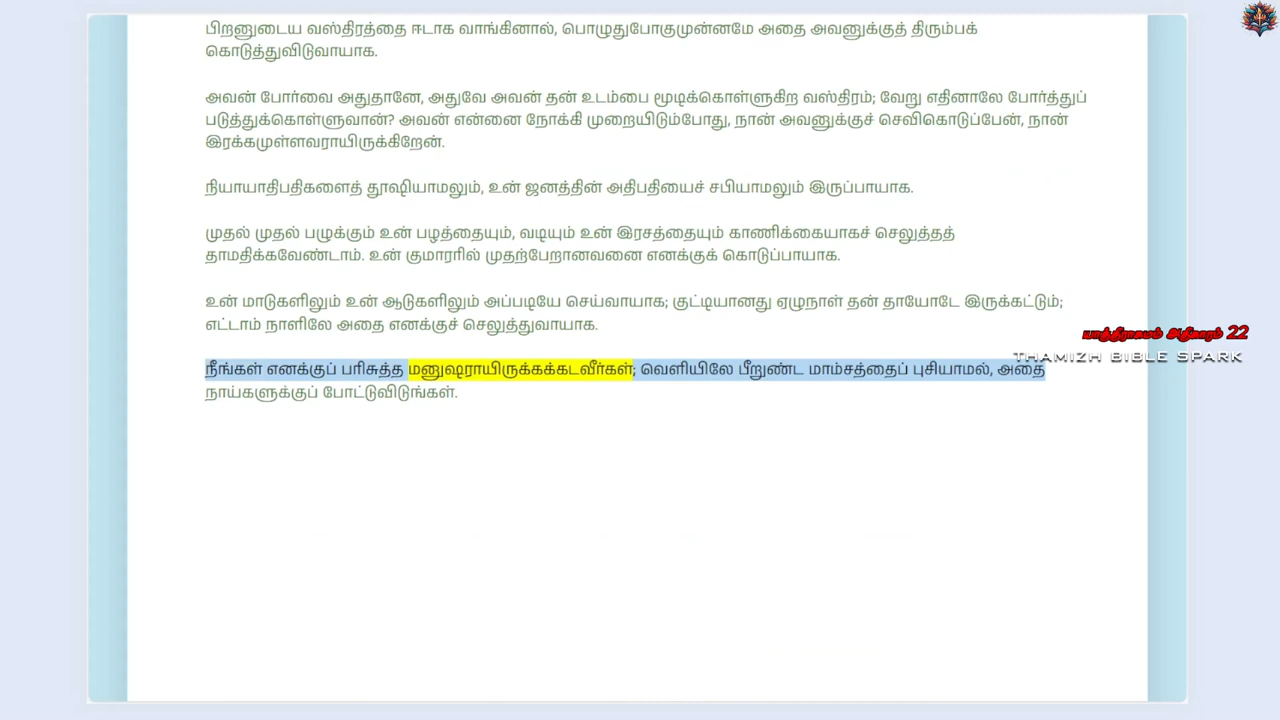 பிறனுடைய வஸ்திரத்தை ஈடாக வாங்கினால், பொழுதுபோகுமுன்னமே அதை அவனுக்குத் திரும்பக்
கொடுத்துவிடுவாயாக.
அவன் போர்வை அதுதானே, அதுவே அவன் தன் உடம்பை மூடிக்கொள்ளுகிற வஸ்திரம்; வேறு எதினாலே போர்த்துப்
படுத்துக்கொள்ளுவான்? அவன் என்னை நோக்கி முறையிடும்போது, நான் அவனுக்குச் செவிகொடுப்பேன், நான்
இரக்கமுள்ளவராயிருக்கிறேன்.
நியாயாதிபதிகளைத் தூஷியாமலும், உன் ஜனத்தின் அதிபதியைச் சபியாமலும் இருப்பாயாக.
முதல் முதல் பழுக்கும் உன் பழத்தையும், வடியும் உன் இரசத்தையும் காணிக்கையாகச் செலுத்தத்
தாமதிக்கவேண்டாம். உன் குமாரரில் முதற்பேறானவனை எனக்குக் கொடுப்பாயாக.
உன் மாடுகளிலும் உன் ஆடுகளிலும் அப்படியே செய்வாயாக; குட்டியானது ஏழுநாள் தன் தாயோடே இருக்கட்டும்;
எட்டாம் நாளிலே அதை எனக்குச் செலுத்துவாயாக.
யாத்திராகமம் அதிகாரம் 22
THAMIZH BIBLE SPARK
நீங்கள் எனக்குப் பரிசுத்த மனுஷராயிருக்கக்கடவீர்கள்; வெளியிலே பீறுண்ட மாம்சத்தைப் புசியாமல், அதை
நாய்களுக்குப் போட்டுவிடுங்கள்.